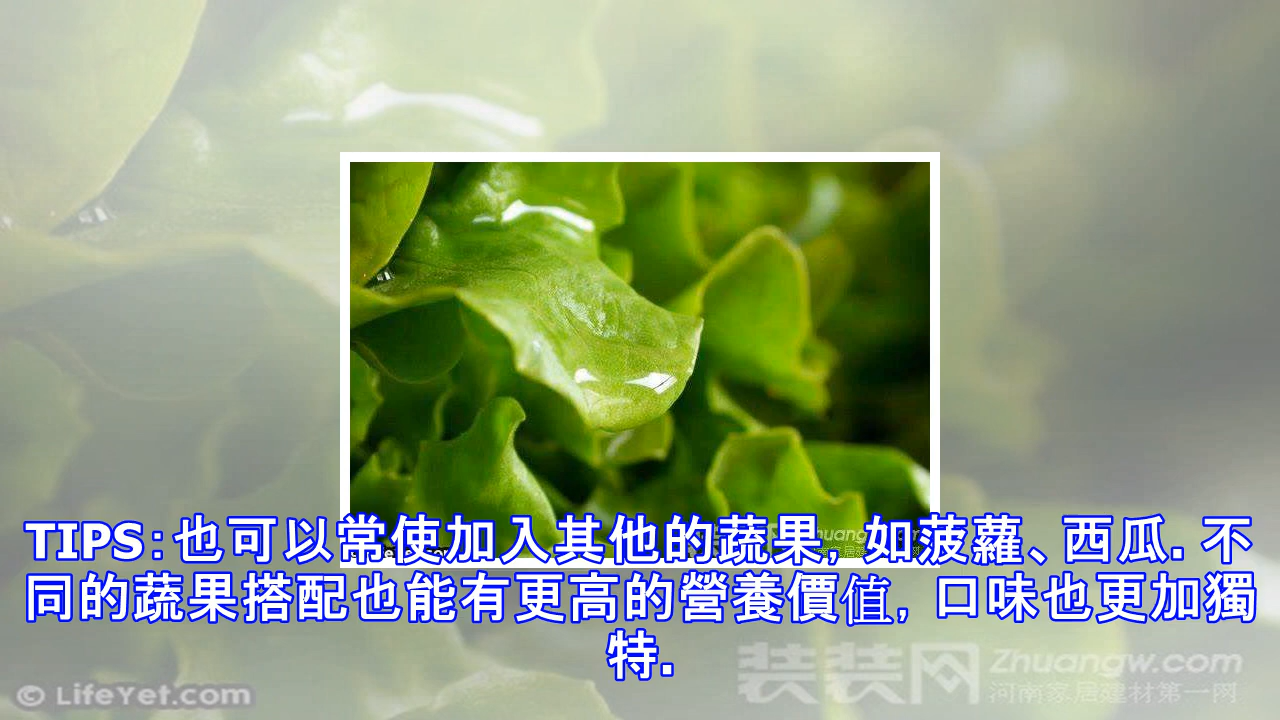 TIPS:也可以常使加入其他的蔬果, 如菠蘿、西瓜. 不
同的蔬果搭配也能有更高的營養價值, 口味也更加獨
特.
© LifeYet.com
装装网 Zhuangw.com
河南家居建材第一网